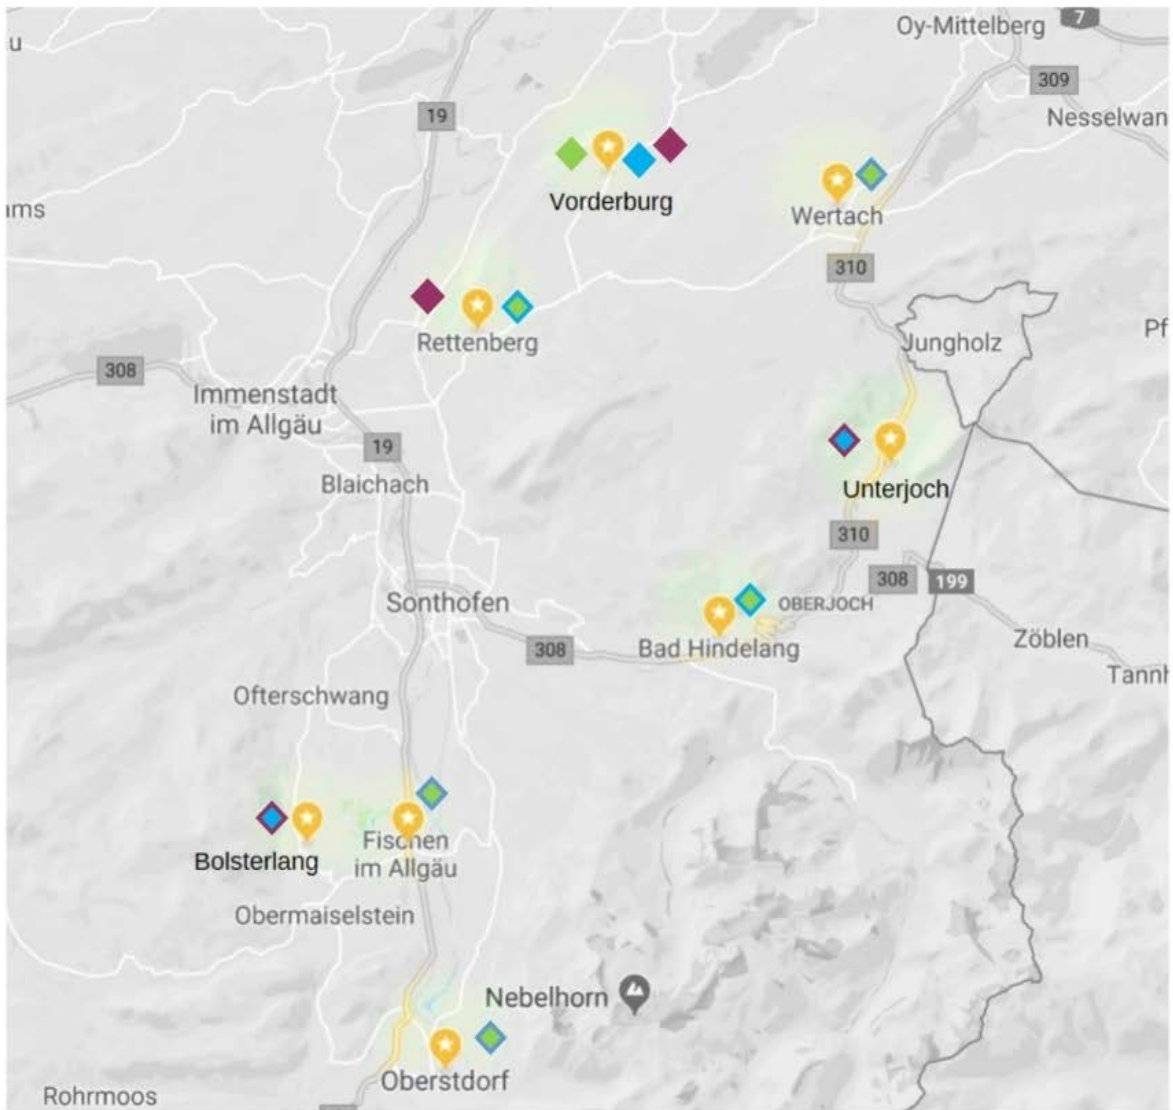 Oy-Mittelberg
7
u
309
19
Nesselwan
Vorderburg
ams
Wertach
310
Rettenberg
Jungholz
Pf
308
Immenstadt
im Allgäu
19
Blaichach
Unterjoch
310
308
199
Sonthofen
OBERJOCH
308
Bad Hindelang
Zöblen
Tannh
Ofterschwang
Fischen
im Allgäu
Bolsterlang
Obermaiselstein
Nebelhorn
Oberstdorf
Rohrmoos